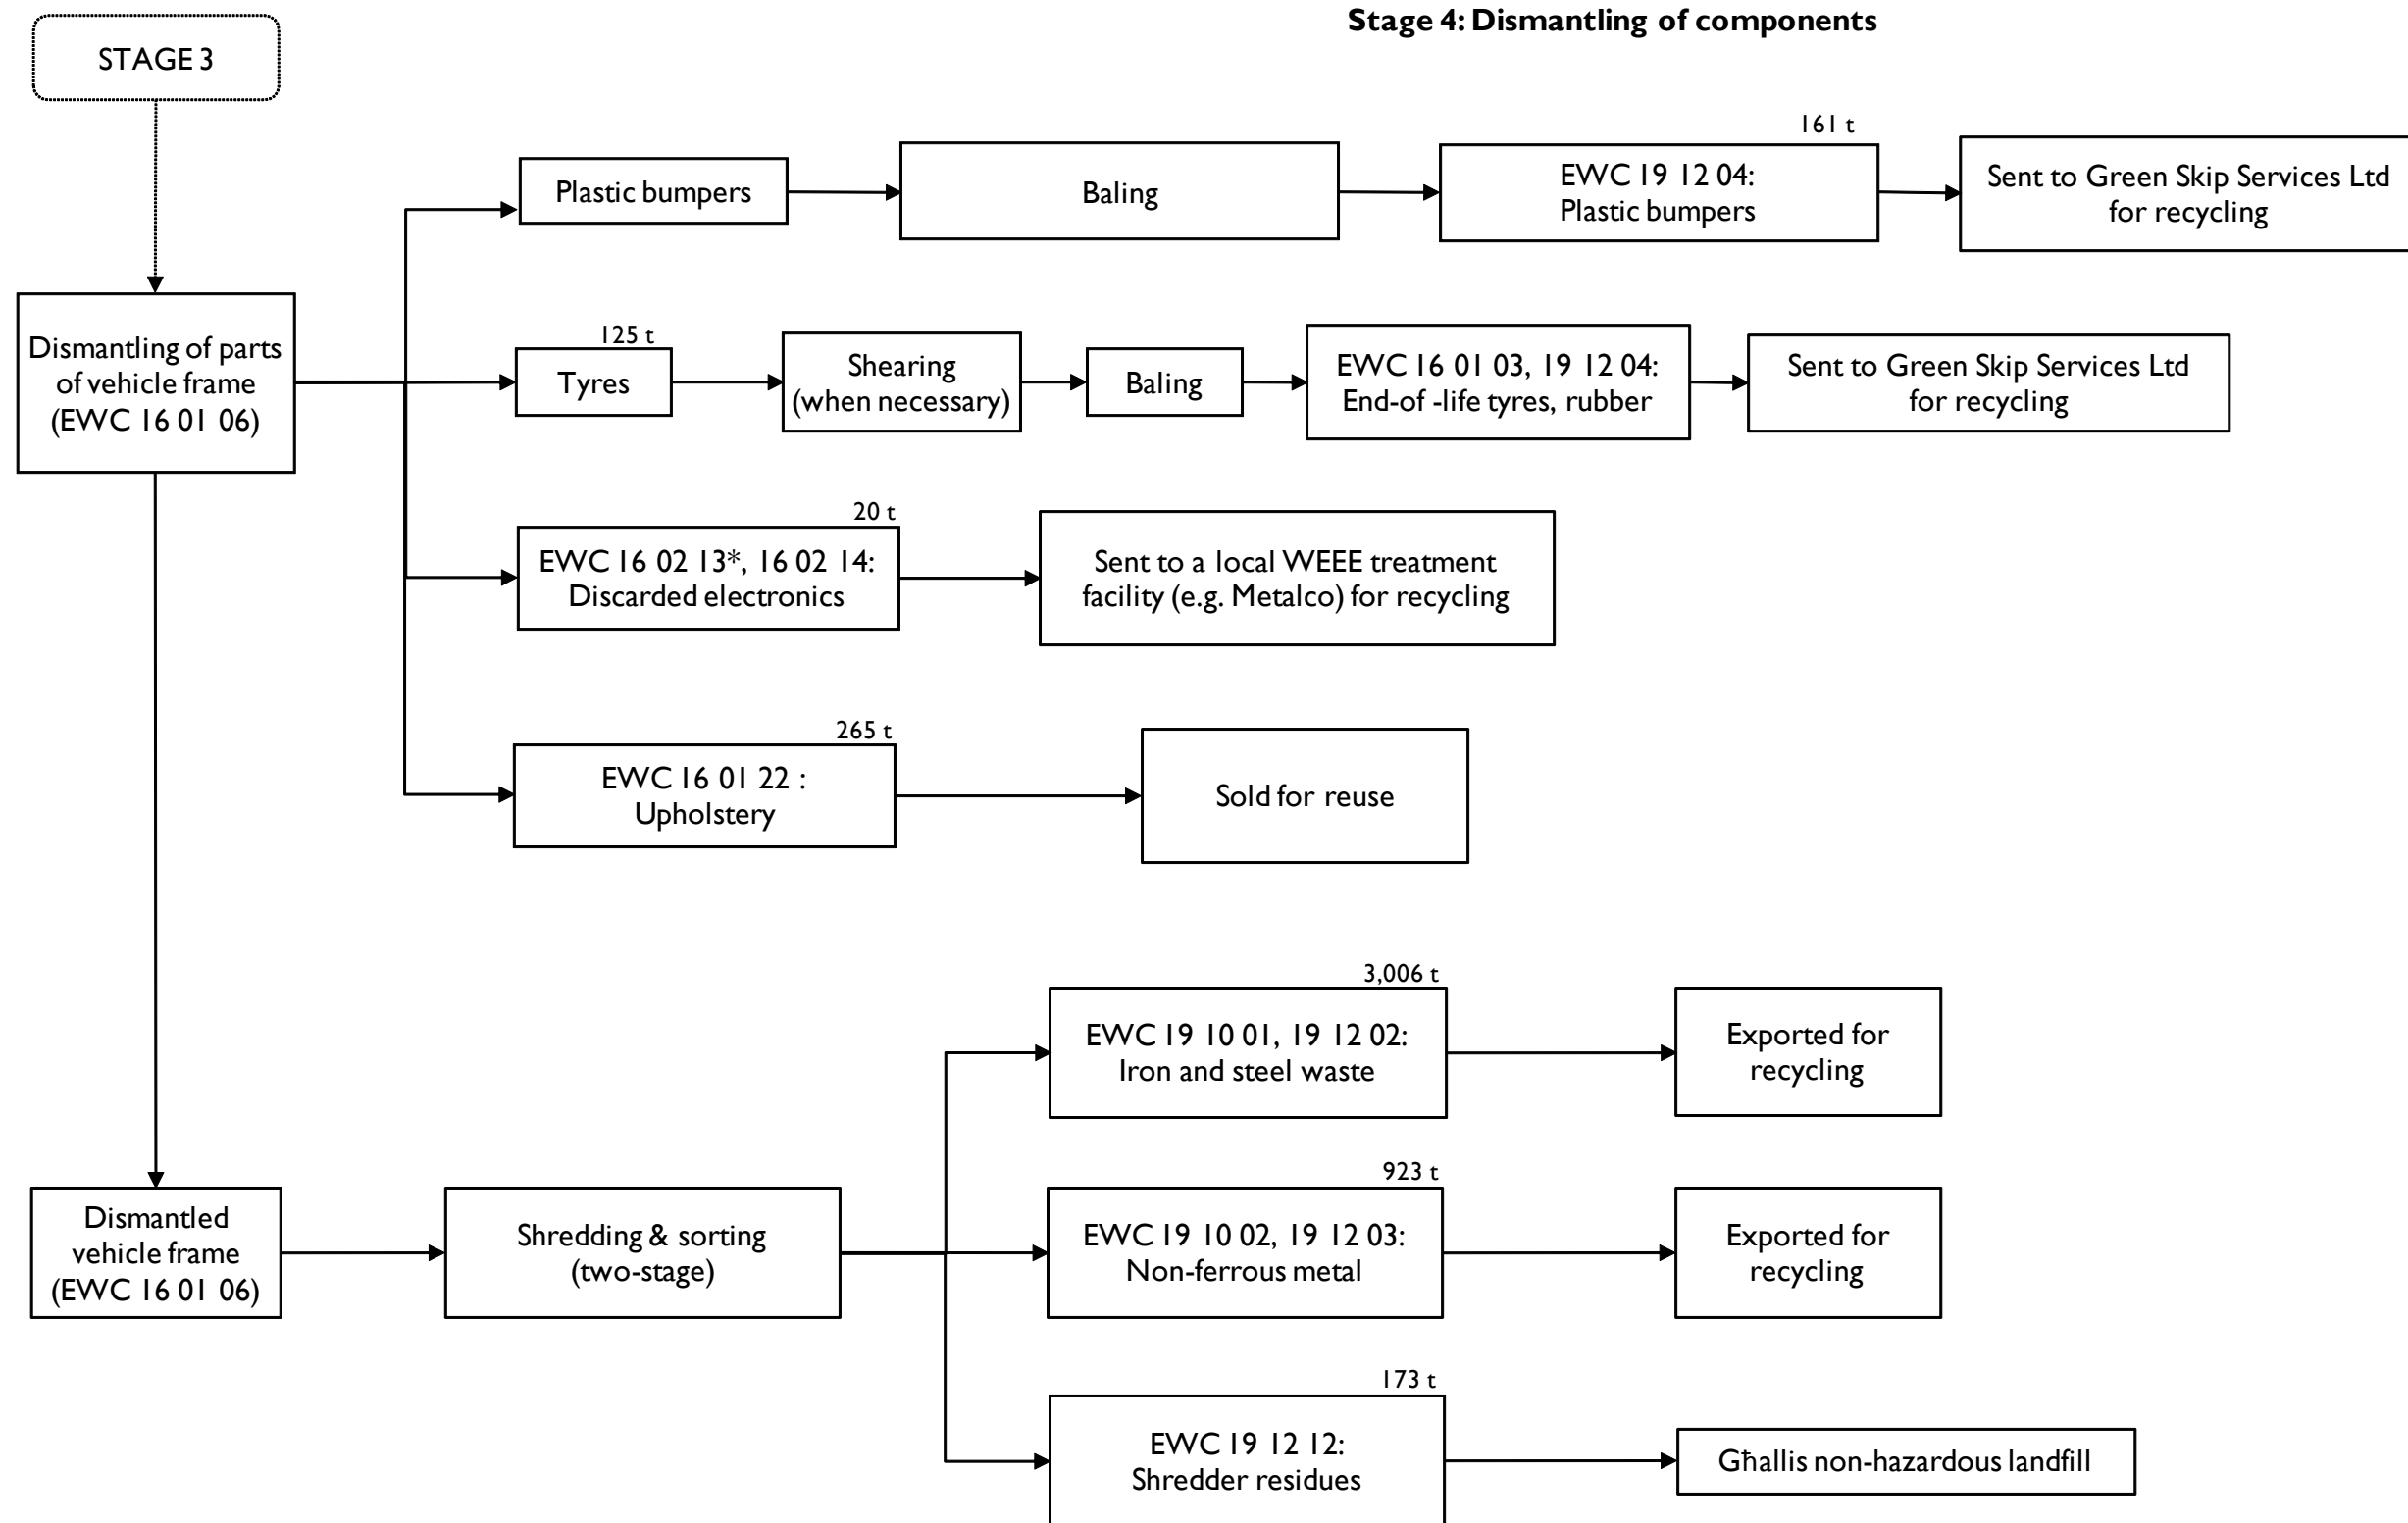 Stage 4: Dismantling of components
STAGE 3
161 t
Plastic bumpers
Baling
EWC 19 12 04:
Plastic bumpers
Sent to Green Skip Services Ltd
for recycling
Dismantling of parts
of vehicle frame
(EWC 16 01 06)
125 t
Tyres
Shearing
(when necessary)
Baling
EWC 16 01 03, 19 12 04:
End-of -life tyres, rubber
Sent to Green Skip Services Ltd
for recycling
20 t
EWC 16 02 13*, 16 02 14:
Discarded electronics
Sent to a local WEEE treatment
facility (e.g. Metalco) for recycling
265 t
EWC 16 01 22 :
Upholstery
Sold for reuse
3,006 t
EWC 19 10 01, 19 12 02:
Iron and steel waste
Exported for
recycling
Dismantled
vehicle frame
(EWC 16 01 06)
Shredding & sorting
(two-stage)
923 t
EWC 19 10 02, 19 12 03:
Non-ferrous metal
Exported for
recycling
173 t
EWC 19 12 12:
Shredder residues
Għallis non-hazardous landfill